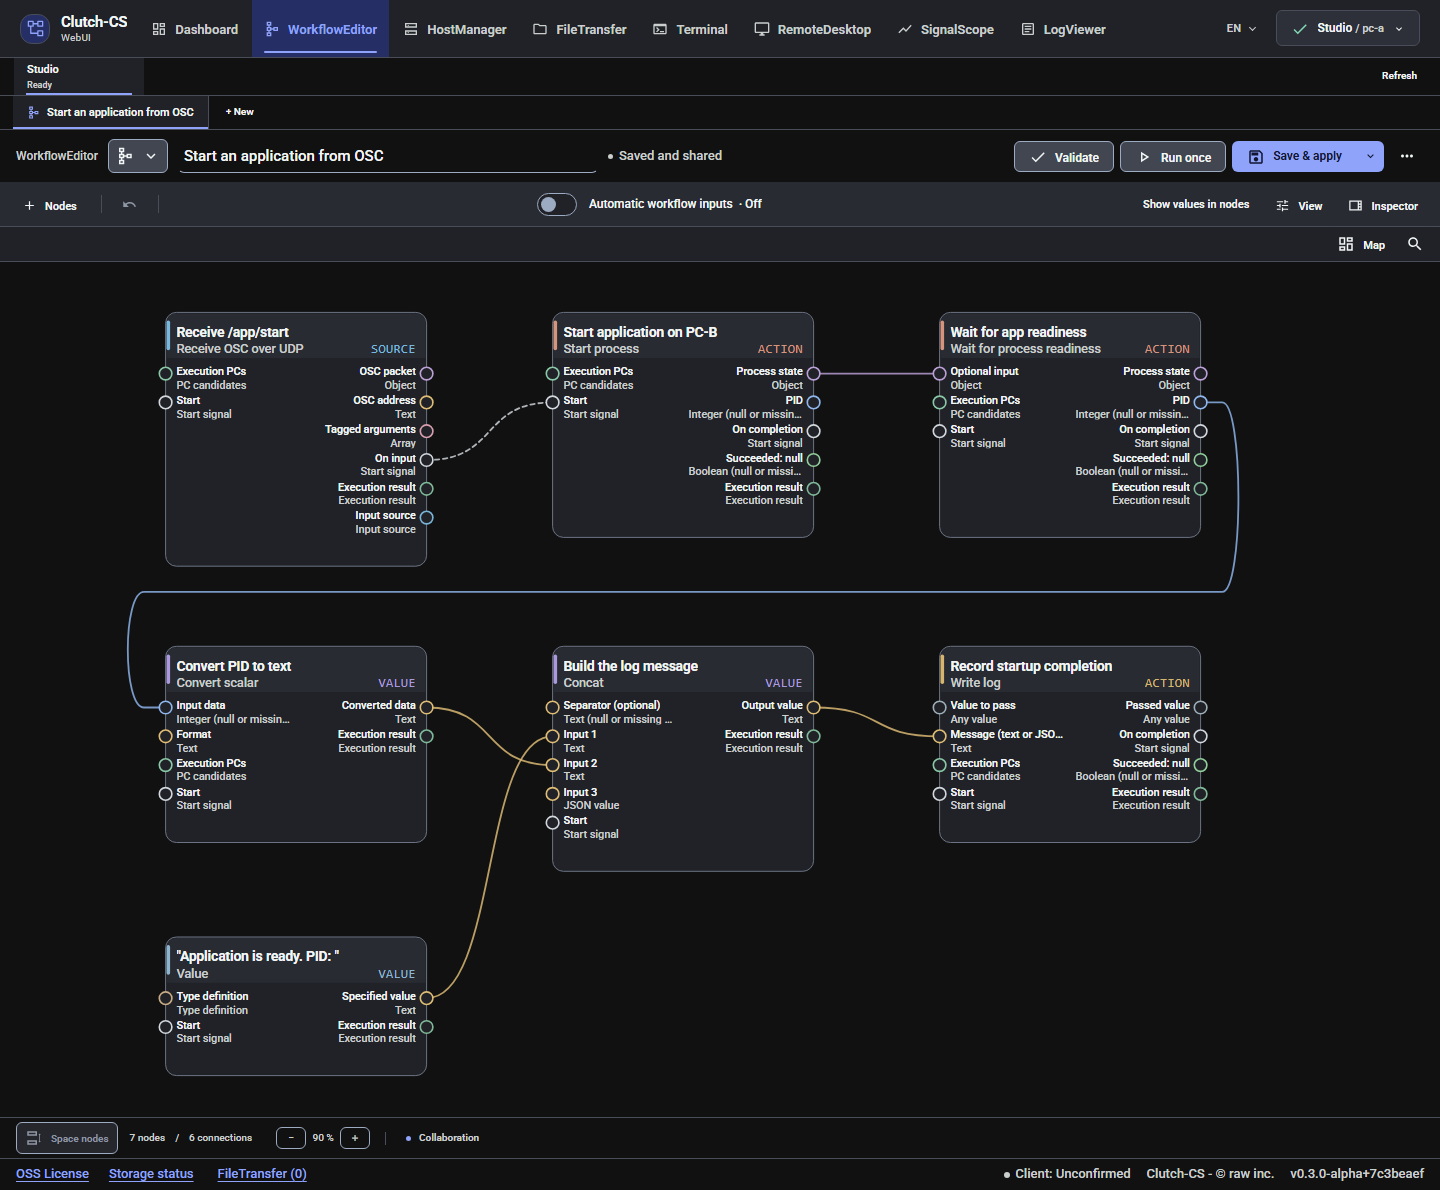 Clutch-CS
WebUI
Dashboard
WorkflowEditor
HostManager
FileTransfer
Terminal
RemoteDesktop
SignalScope
LogViewer
EN
Studio / pc-a
Studio
Ready
Refresh
Start an application from OSC
+ New
WorkflowEditor
Start an application from OSC
Saved and shared
Validate
Run once
Save & apply
Nodes
Automatic workflow inputs · Off
Show values in nodes
View
Inspector
Map
Receive /app/start
Receive OSC over UDP SOURCE
Execution PCs OSC packet
PC candidates Object
Start OSC address
Start signal Text
Tagged arguments
Array
On input
Start signal
Execution result
Execution result
Input source
Input source
Start application on PC-B
Start process ACTION
Execution PCs Process state
PC candidates Object
Start PID
Start signal Integer (null or missin...
On completion
Start signal
Succeeded: null
Boolean (null or missi...
Execution result
Execution result
Wait for app readiness
Wait for process readiness ACTION
Optional input Process state
Object Object
Execution PCs PID
PC candidates Integer (null or missin...
Start On completion
Start signal Start signal
Succeeded: null
Boolean (null or missi...
Execution result
Execution result
Convert PID to text
Convert scalar VALUE
Input data Converted data
Integer (null or missin... Text
Format Execution result
Text Execution result
Execution PCs
PC candidates
Start
Start signal
Build the log message
Concat VALUE
Separator (optional) Output value
Text (null or missing ... Text
Input 1 Execution result
Text Execution result
Input 2
Text
Input 3
JSON value
Start
Start signal
Record startup completion
Write log ACTION
Value to pass Passed value
Any value Any value
Message (text or JSO... On completion
Text Start signal
Execution PCs Succeeded: null
PC candidates Boolean (null or missi...
Start Execution result
Start signal Execution result
"Application is ready. PID: "
Value VALUE
Type definition Specified value
Type definition Text
Start Execution result
Start signal Execution result
Space nodes
7 nodes / 6 connections
− 90 % +
Collaboration
OSS License
Storage status
FileTransfer (0)
Client: Unconfirmed
Clutch-CS - © raw inc.
v0.3.0-alpha+7c3beaef